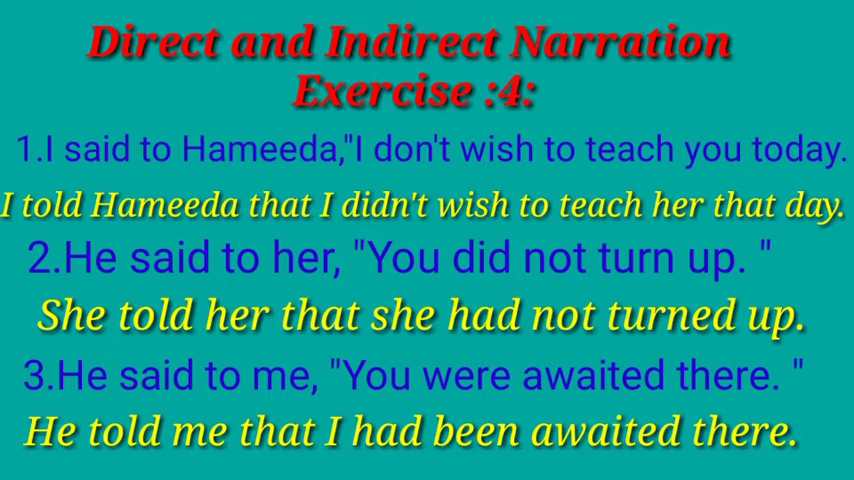 Direct and Indirect Narration
Exercise :4:
1.I said to Hameeda,"I don't wish to teach you today.
I told Hameeda that I didn't wish to teach her that day.
2.He said to her, "You did not turn up. "
She told her that she had not turned up.
3.He said to me, "You were awaited there. "
He told me that I had been awaited there.